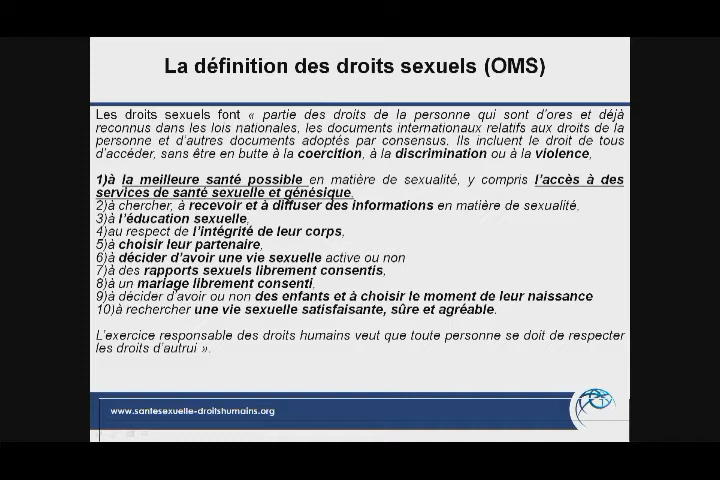 La définition des droits sexuels (OMS)
Les droits sexuels font « partie des droits de la personne qui sont d'ores et déjà
reconnus dans les lois nationales, les documents internationaux relatifs aux droits de la
personne et d'autres documents adoptés par consensus. Ils incluent le droit de tous
d'accéder, sans être en butte à la coercition, à la discrimination ou à la violence,
1)à la meilleure santé possible en matière de sexualité, y compris l'accès à des
services de santé sexuelle et génésique,
2)à chercher, à recevoir et à diffuser des informations en matière de sexualité,
3)à l'éducation sexuelle,
4)au respect de l'intégrité de leur corps,
5)à choisir leur partenaire,
6)à décider d'avoir une vie sexuelle active ou non
7)à des rapports sexuels librement consentis,
8)à un mariage librement consenti,
9)à décider d'avoir ou non des enfants et à choisir le moment de leur naissance
10)à rechercher une vie sexuelle satisfaisante, sûre et agréable.
L'exercice responsable des droits humains veut que toute personne se doit de respecter
les droits d'autrui ».
www.santesexuelle-droitshumains.org